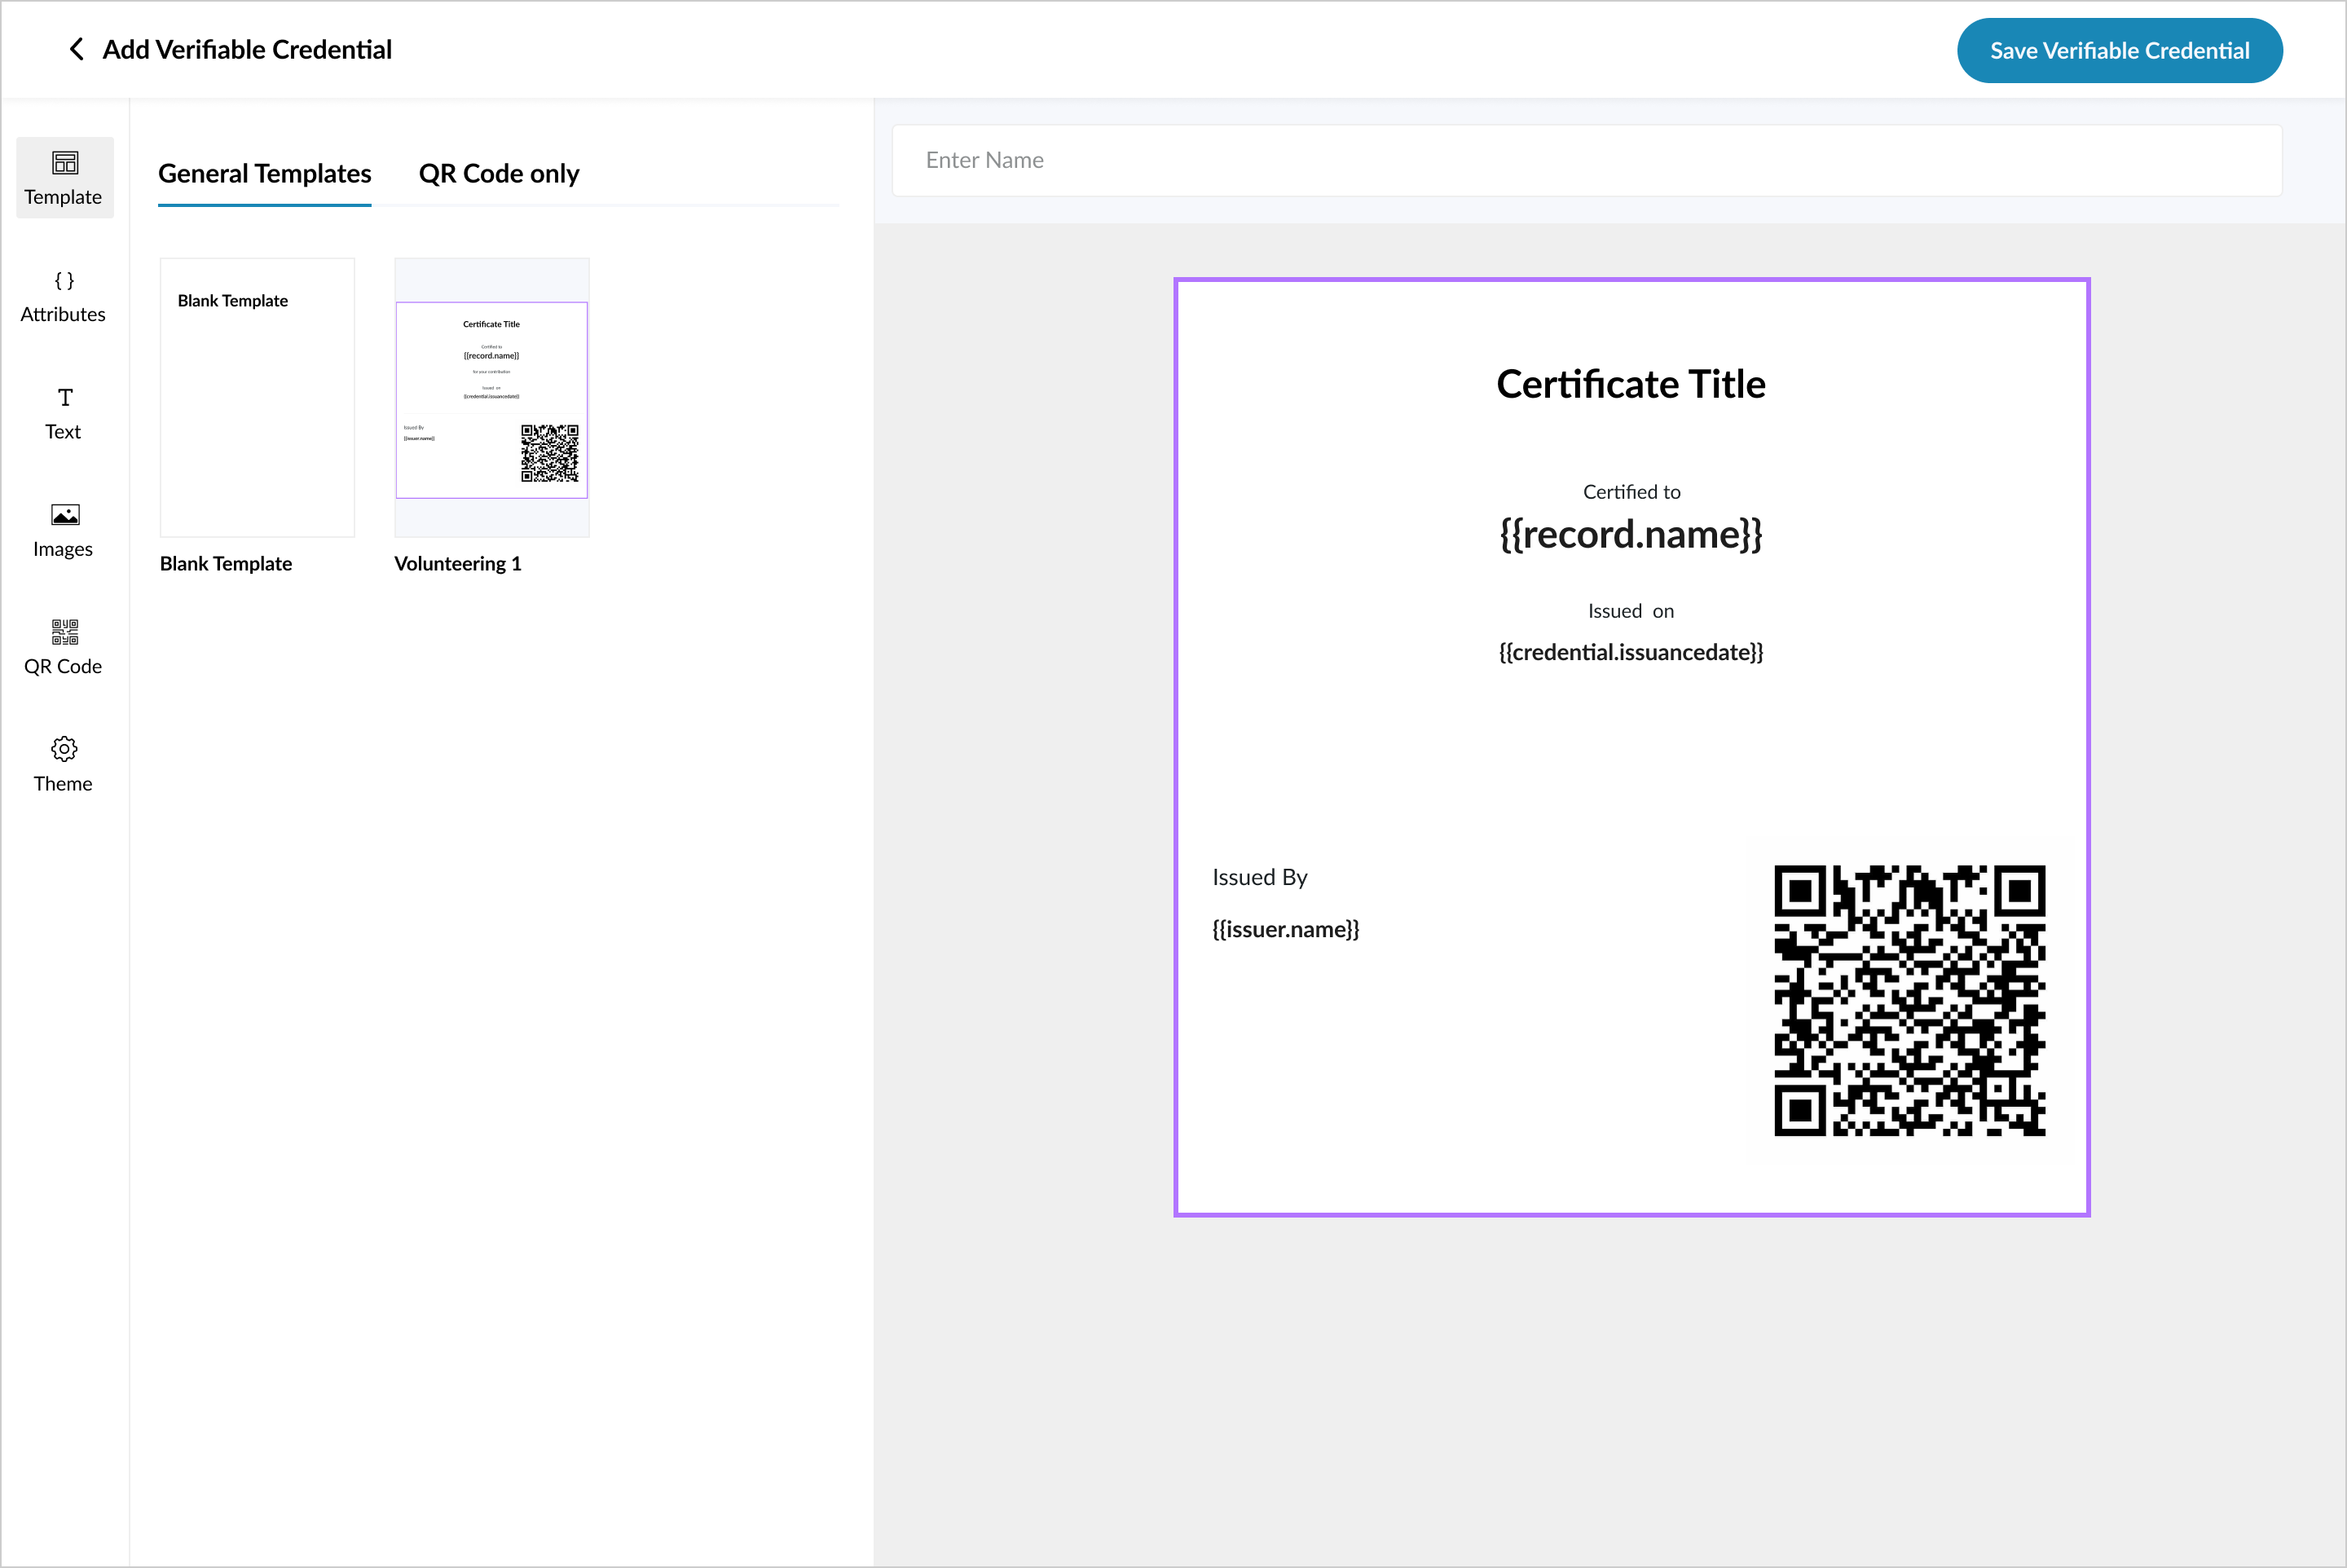 Add Verifiable Credential
Save Verifiable Credential
Template
Attributes
Text
Images
QR Code
Theme
General Templates
QR Code only
Blank Template
Blank Template
Certificate Title
Certified to
{{record.name}}
for your contribution
Issued on
{{credential.issuancedate}}
Issued By
{{issuer.name}}
Volunteering 1
Enter Name
Certificate Title
Certified to
{{record.name}}
Issued on
{{credential.issuancedate}}
Issued By
{{issuer.name}}